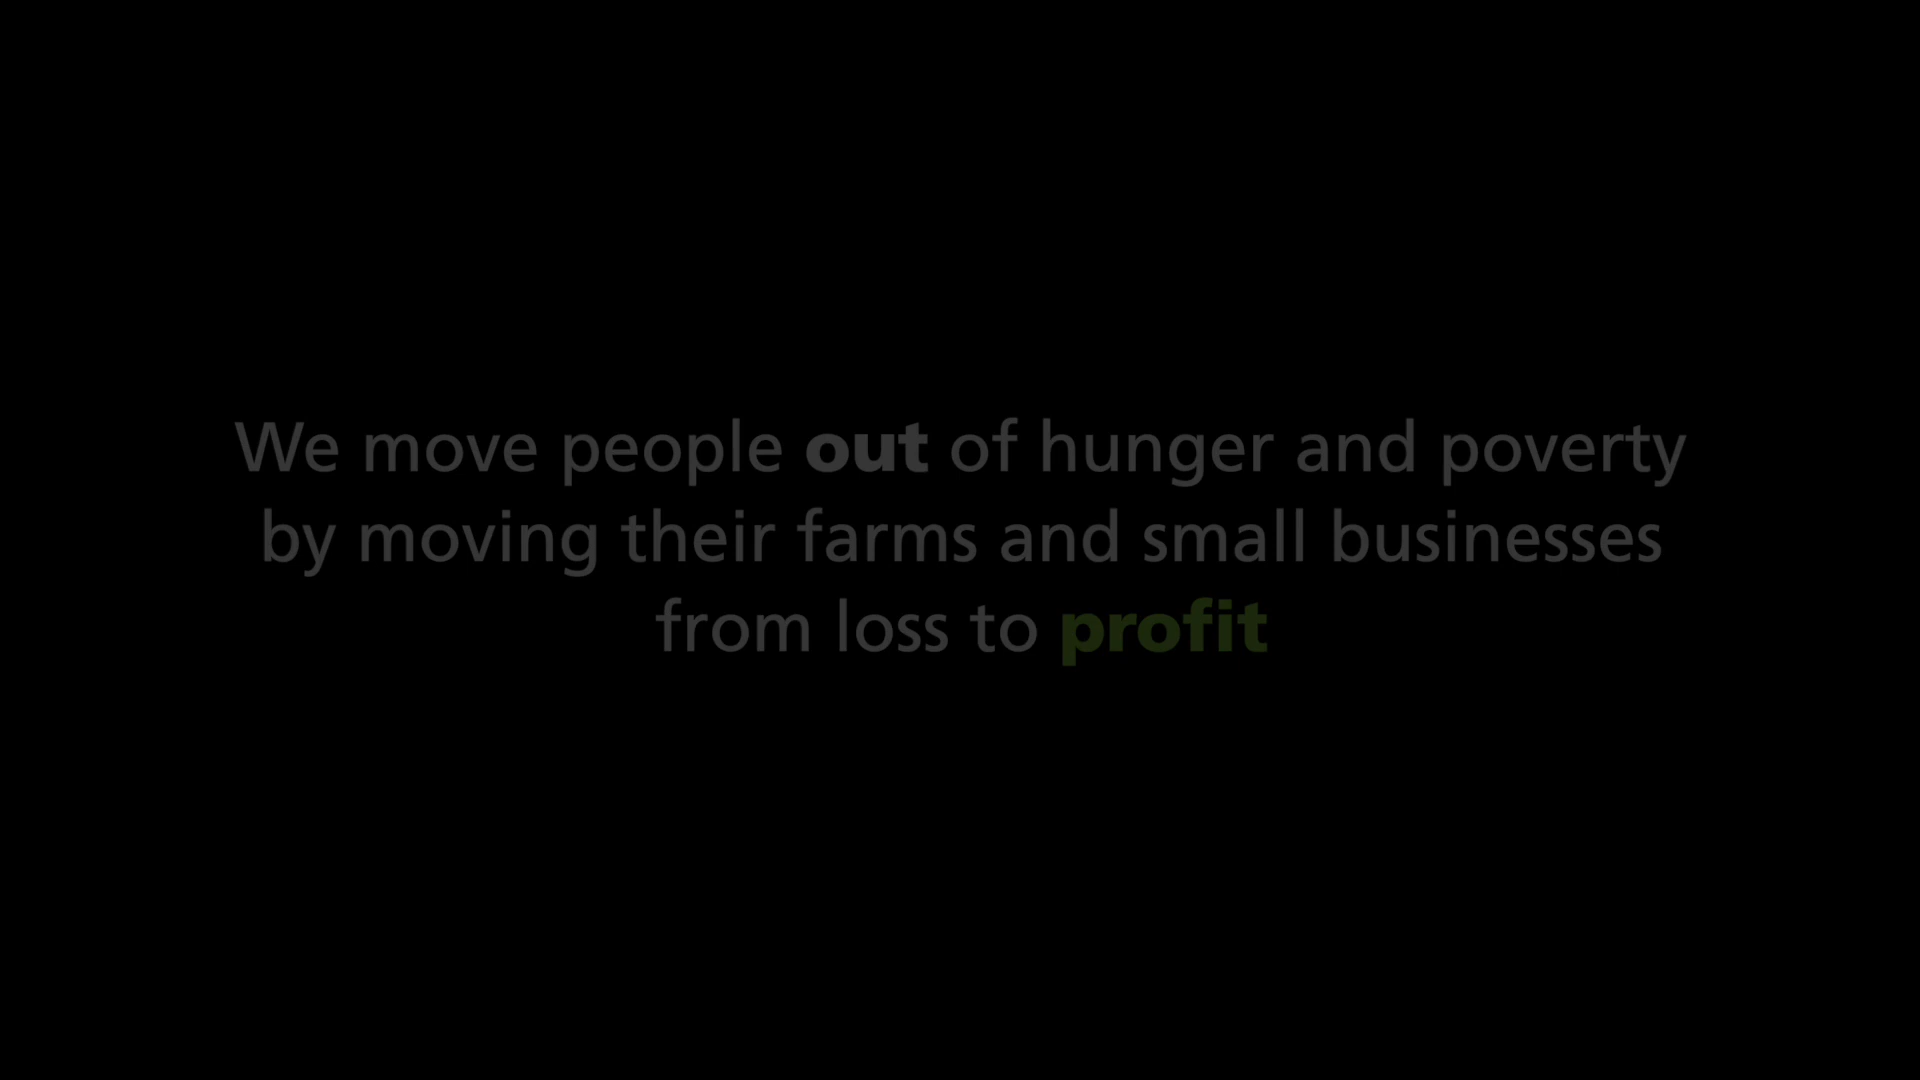 We move people out of hunger and poverty
by moving their farms and small businesses
from loss to profit